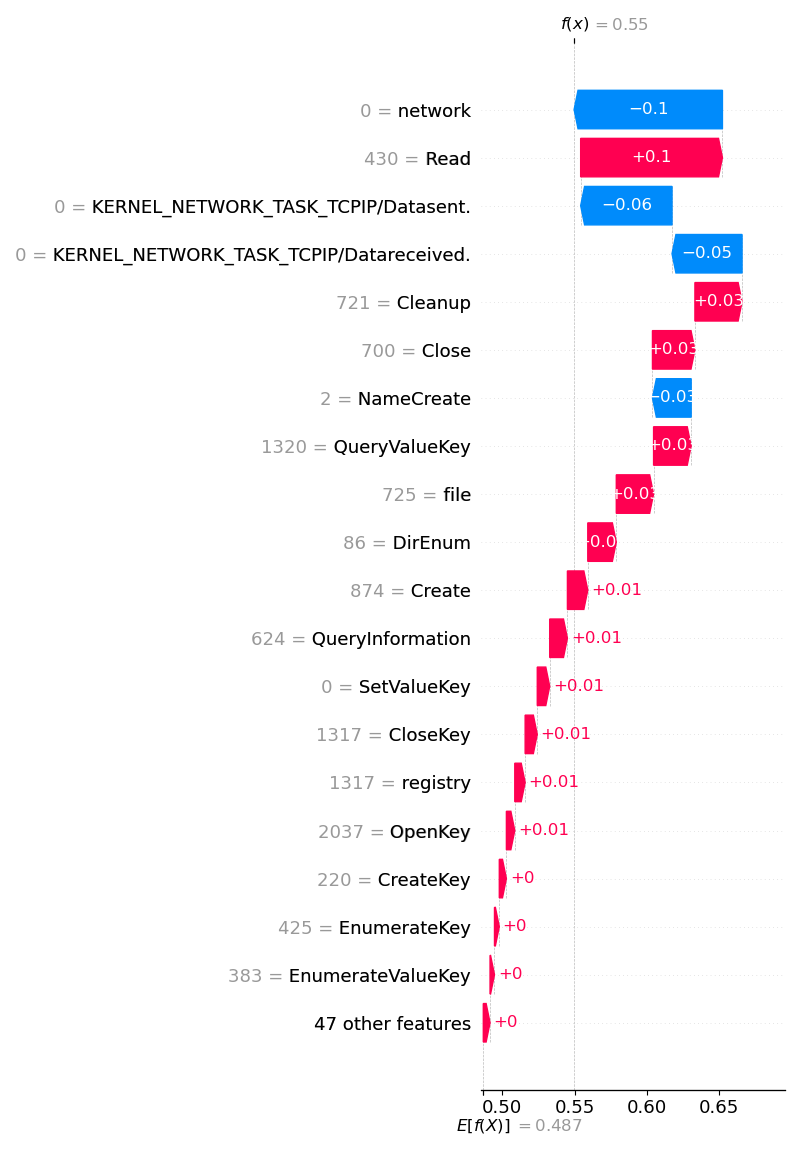 f(x) = 0.55
0 = network −0.1
430 = Read +0.1
0 = KERNEL_NETWORK_TASK_TCPIP/Datasent. −0.06
0 = KERNEL_NETWORK_TASK_TCPIP/Datareceived. −0.05
721 = Cleanup +0.03
700 = Close +0.03
2 = NameCreate −0.03
1320 = QueryValueKey +0.03
725 = file +0.03
86 = DirEnum
874 = Create +0.01
624 = QueryInformation +0.01
0 = SetValueKey +0.01
1317 = CloseKey +0.01
1317 = registry +0.01
2037 = OpenKey +0.01
220 = CreateKey +0
425 = EnumerateKey +0
383 = EnumerateValueKey +0
47 other features +0
0.50 0.55 0.60 0.65
E[f(X)] = 0.487